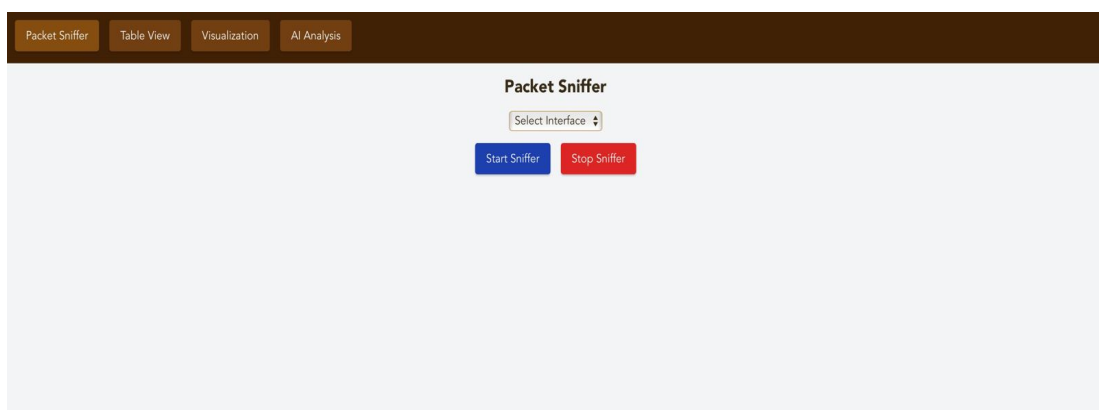 Packet Sniffer Table View Visualization AI Analysis
Packet Sniffer
Select Interface
Start Sniffer Stop Sniffer